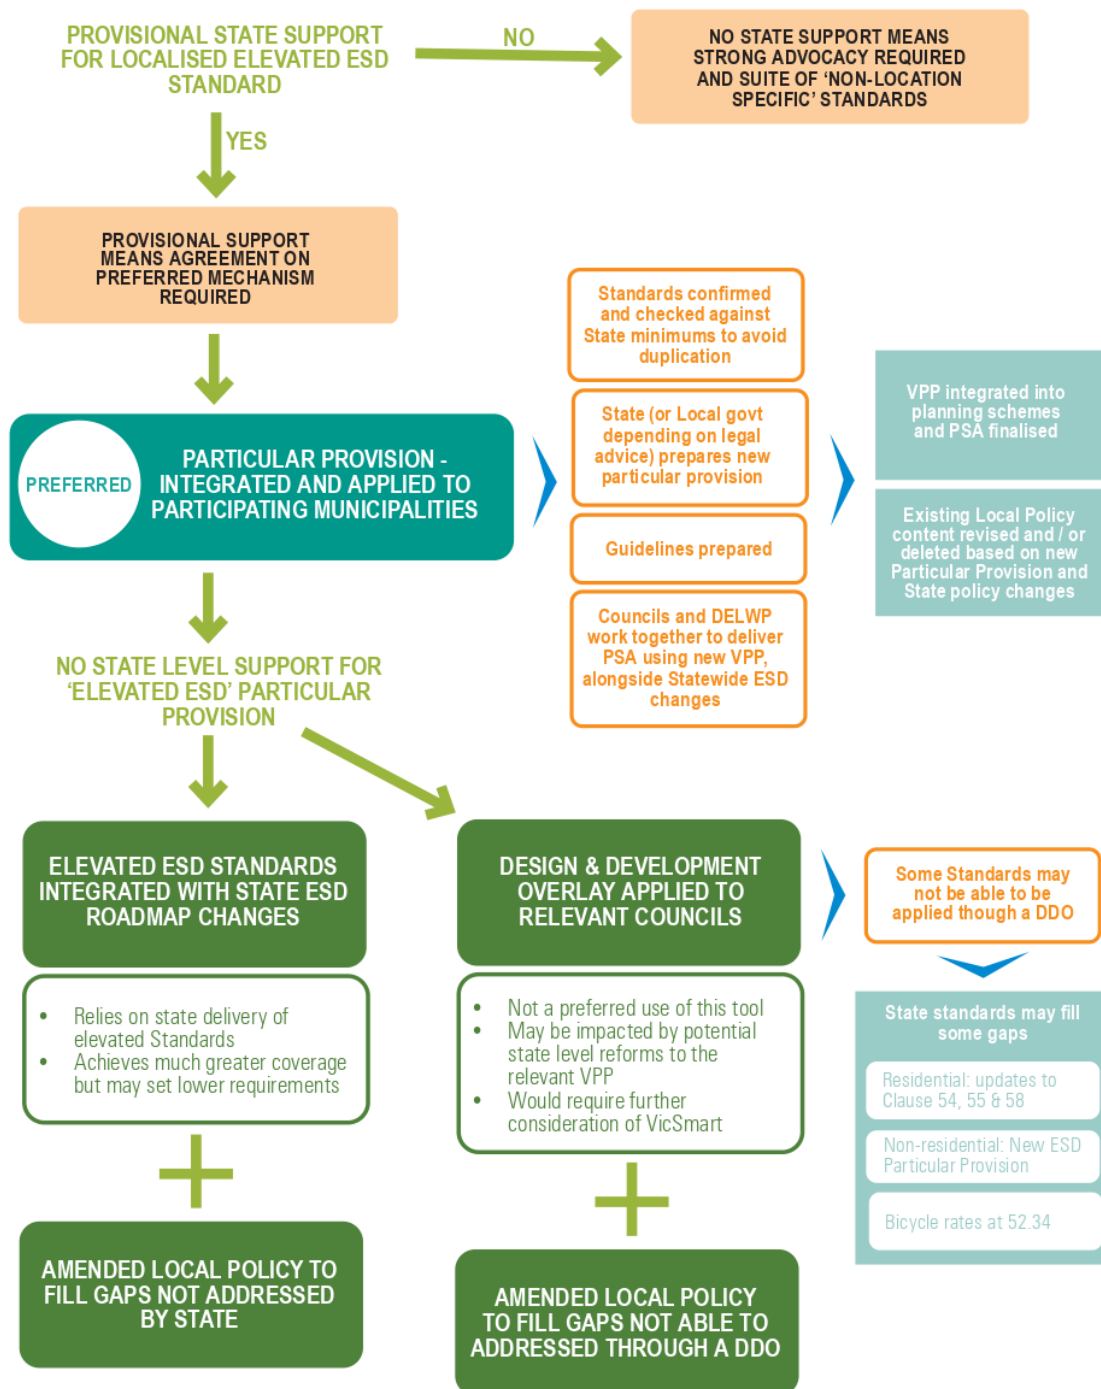 PROVISIONAL STATE SUPPORT
FOR LOCALISED ELEVATED ESD
STANDARD
NO
NO STATE SUPPORT MEANS
STRONG ADVOCACY REQUIRED
AND SUITE OF ‘NON-LOCATION
SPECIFIC’ STANDARDS
YES
PROVISIONAL SUPPORT
MEANS AGREEMENT ON
PREFERRED MECHANISM
REQUIRED
PREFERRED
PARTICULAR PROVISION -
INTEGRATED AND APPLIED TO
PARTICIPATING MUNICIPALITIES
Standards confirmed
and checked against
State minimums to avoid
duplication
State (or Local govt
depending on legal
advice) prepares new
particular provision
Guidelines prepared
Councils and DELWP
work together to deliver
PSA using new VPP,
alongside Statewide ESD
changes
VPP integrated into
planning schemes
and PSA finalised
Existing Local Policy
content revised and / or
deleted based on new
Particular Provision and
State policy changes
NO STATE LEVEL SUPPORT FOR
‘ELEVATED ESD’ PARTICULAR
PROVISION
ELEVATED ESD STANDARDS
INTEGRATED WITH STATE ESD
ROADMAP CHANGES
• Relies on state delivery of
elevated Standards
• Achieves much greater coverage
but may set lower requirements
AMENDED LOCAL POLICY TO
FILL GAPS NOT ADDRESSED
BY STATE
DESIGN & DEVELOPMENT
OVERLAY APPLIED TO
RELEVANT COUNCILS
• Not a preferred use of this tool
• May be impacted by potential
state level reforms to the
relevant VPP
• Would require further
consideration of VicSmart
AMENDED LOCAL POLICY
TO FILL GAPS NOT ABLE TO
ADDRESSED THROUGH A DDO
Some Standards may
not be able to be
applied though a DDO
State standards may fill
some gaps
Residential: updates to
Clause 54, 55 & 58
Non-residential: New ESD
Particular Provision
Bicycle rates at 52.34